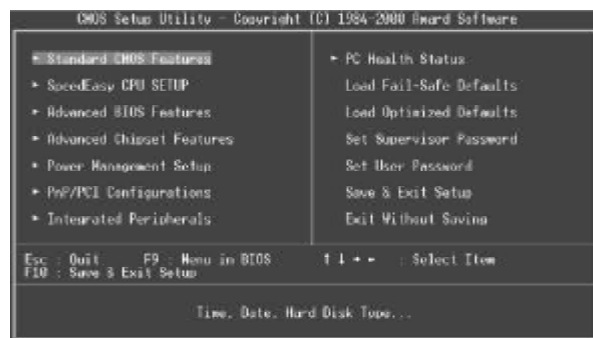 CMOS Setup Utility - Copyright (C) 1984-2000 Award Software
► Standard CMOS Features
► SpeedEasy CPU SETUP
► Advanced BIOS Features
► Advanced Chipset Features
► Power Management Setup
► PnP/PCI Configurations
► Integrated Peripherals
► PC Health Status
Load Fail-Safe Defaults
Load Optimized Defaults
Set Supervisor Password
Set User Password
Save & Exit Setup
Exit Without Saving
Esc : Quit F9 : Menu in BIOS ↑ ↓ → ← : Select Item
F10 : Save & Exit Setup
Time, Date, Hard Disk Type...